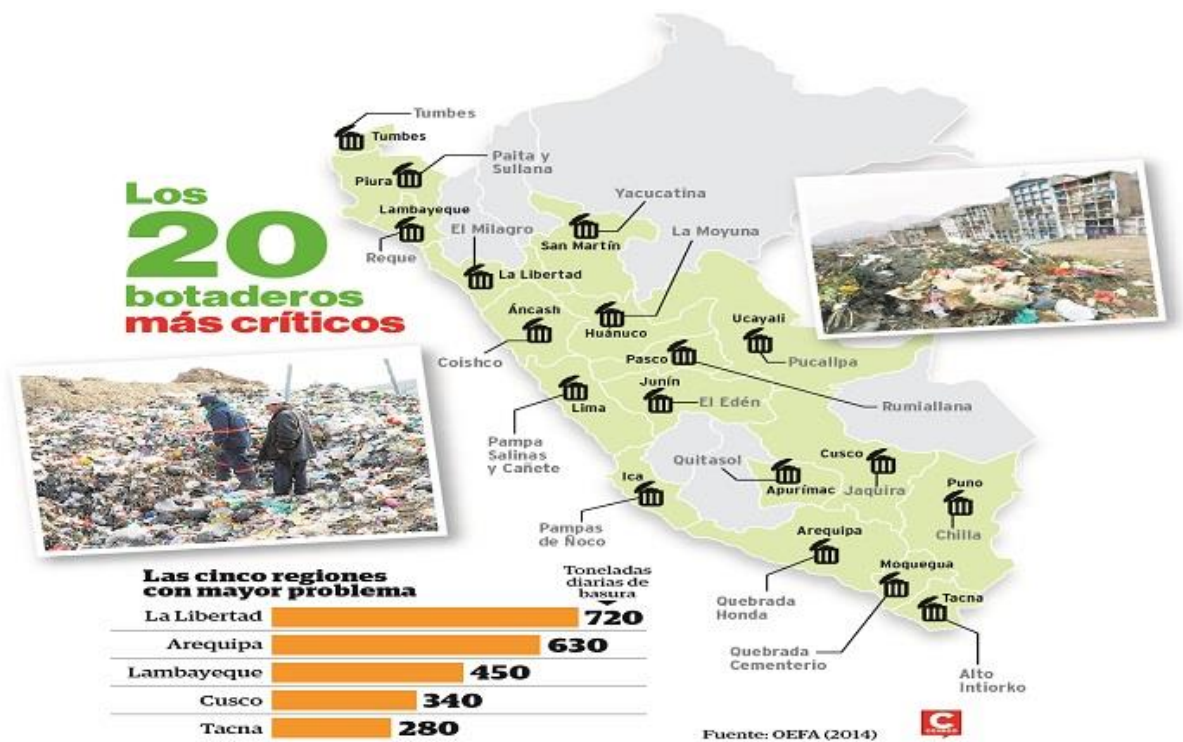 Los
20
botaderos
más críticos
Tumbes
Tumbes
Paita y
Sullana
Piura
Yacucatina
Lambayeque
El Milagro
San Martín
La Moyuna
Reque
La Libertad
Áncash
Huánuco
Ucayali
Coishco
Pasco
Pucallpa
Junín
El Edén
Lima
Rumiallana
Pampa
Salinas
y Cañete
Quitasol
Cusco
Ica
Apurímac
Jaquira
Puno
Pampas
de Ñoco
Arequipa
Chilla
Moquegua
Quebrada
Honda
Tacna
Quebrada
Cementerio
Alto
Intiorko
Las cinco regiones
con mayor problema
Toneladas
diarias de
basura
La Libertad 720
Arequipa 630
Lambayeque 450
Cusco 340
Tacna 280
Fuente: OEFA (2014)
C